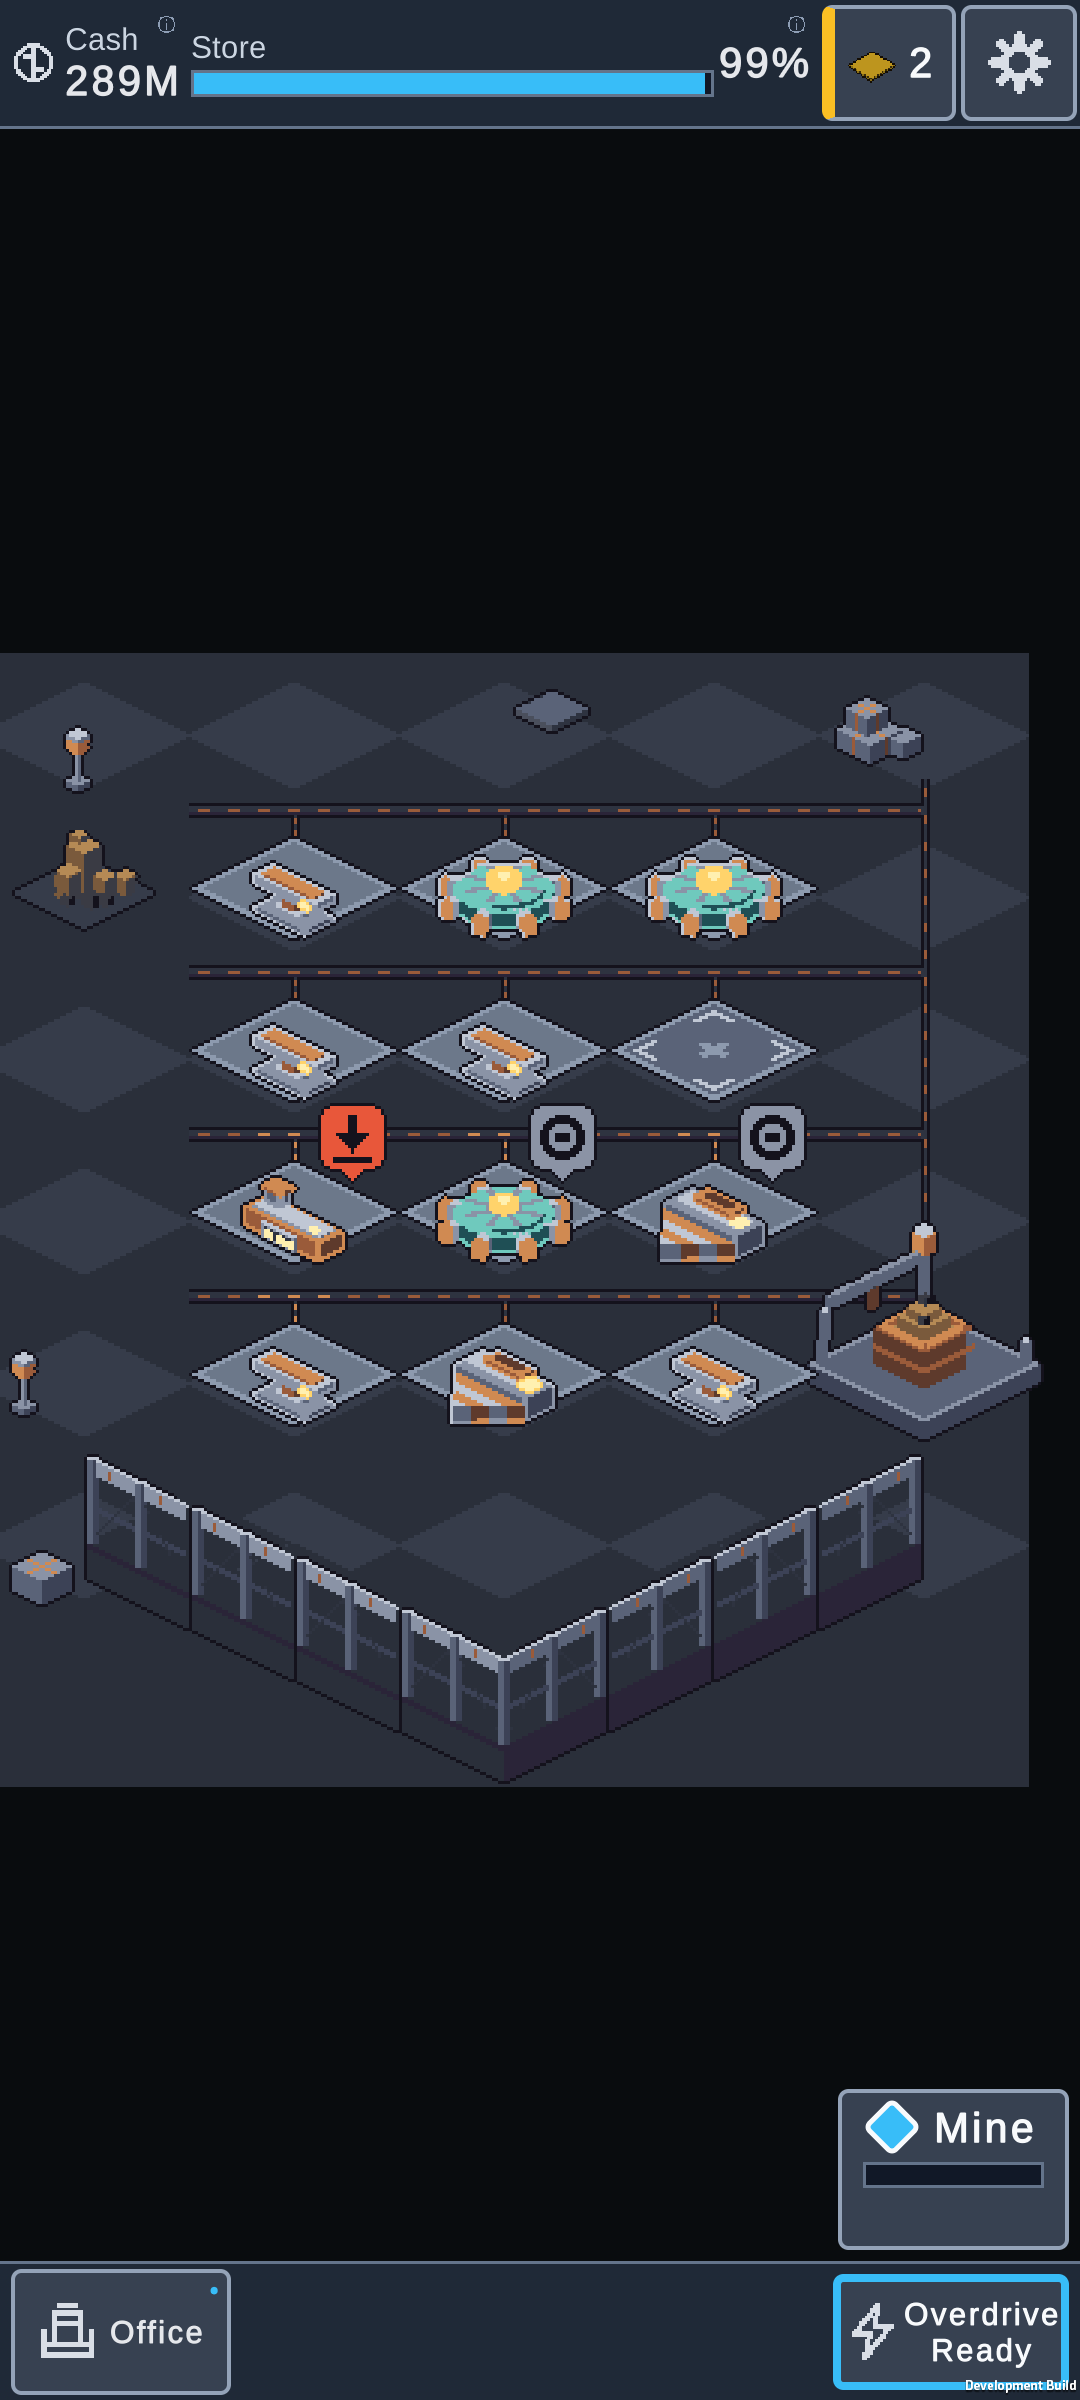 Cash
289M
Store
99%
2
Mine
Office
Overdrive
Ready
Development Build